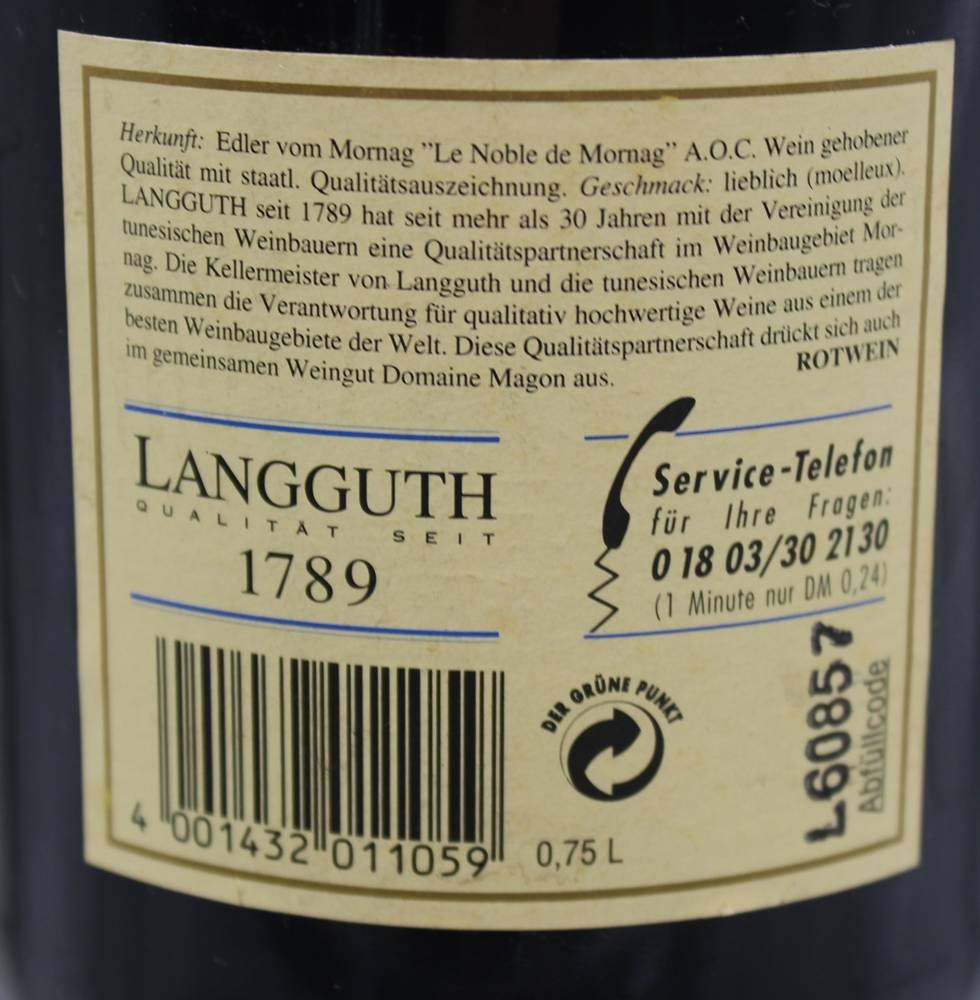 Herkunft: Edler vom Mornag "Le Noble de Mornag" A.O.C. Wein gehobener
Qualität mit staatl. Qualitätsauszeichnung. Geschmack: lieblich (moelleux).
LANGGUTH seit 1789 hat seit mehr als 30 Jahren mit der Vereinigung der
tunesischen Weinbauern eine Qualitätspartnerschaft im Weinbaugebiet Mor-
nag. Die Kellermeister von Langguth und die tunesischen Weinbauern tragen
zusammen die Verantwortung für qualitativ hochwertige Weine aus einem der
besten Weinbaugebiete der Welt. Diese Qualitätspartnerschaft drückt sich auch
im gemeinsamen Weingut Domaine Magon aus.
ROTWEIN
LANGGUTH
QUALITÄT SEIT
1789
Service-Telefon
für Ihre Fragen:
0 18 03/30 21 30
(1 Minute nur DM 0,24)
4 001432 011059
DER GRÜNE PUNKT
0,75 L
L60857
Abfüllcode